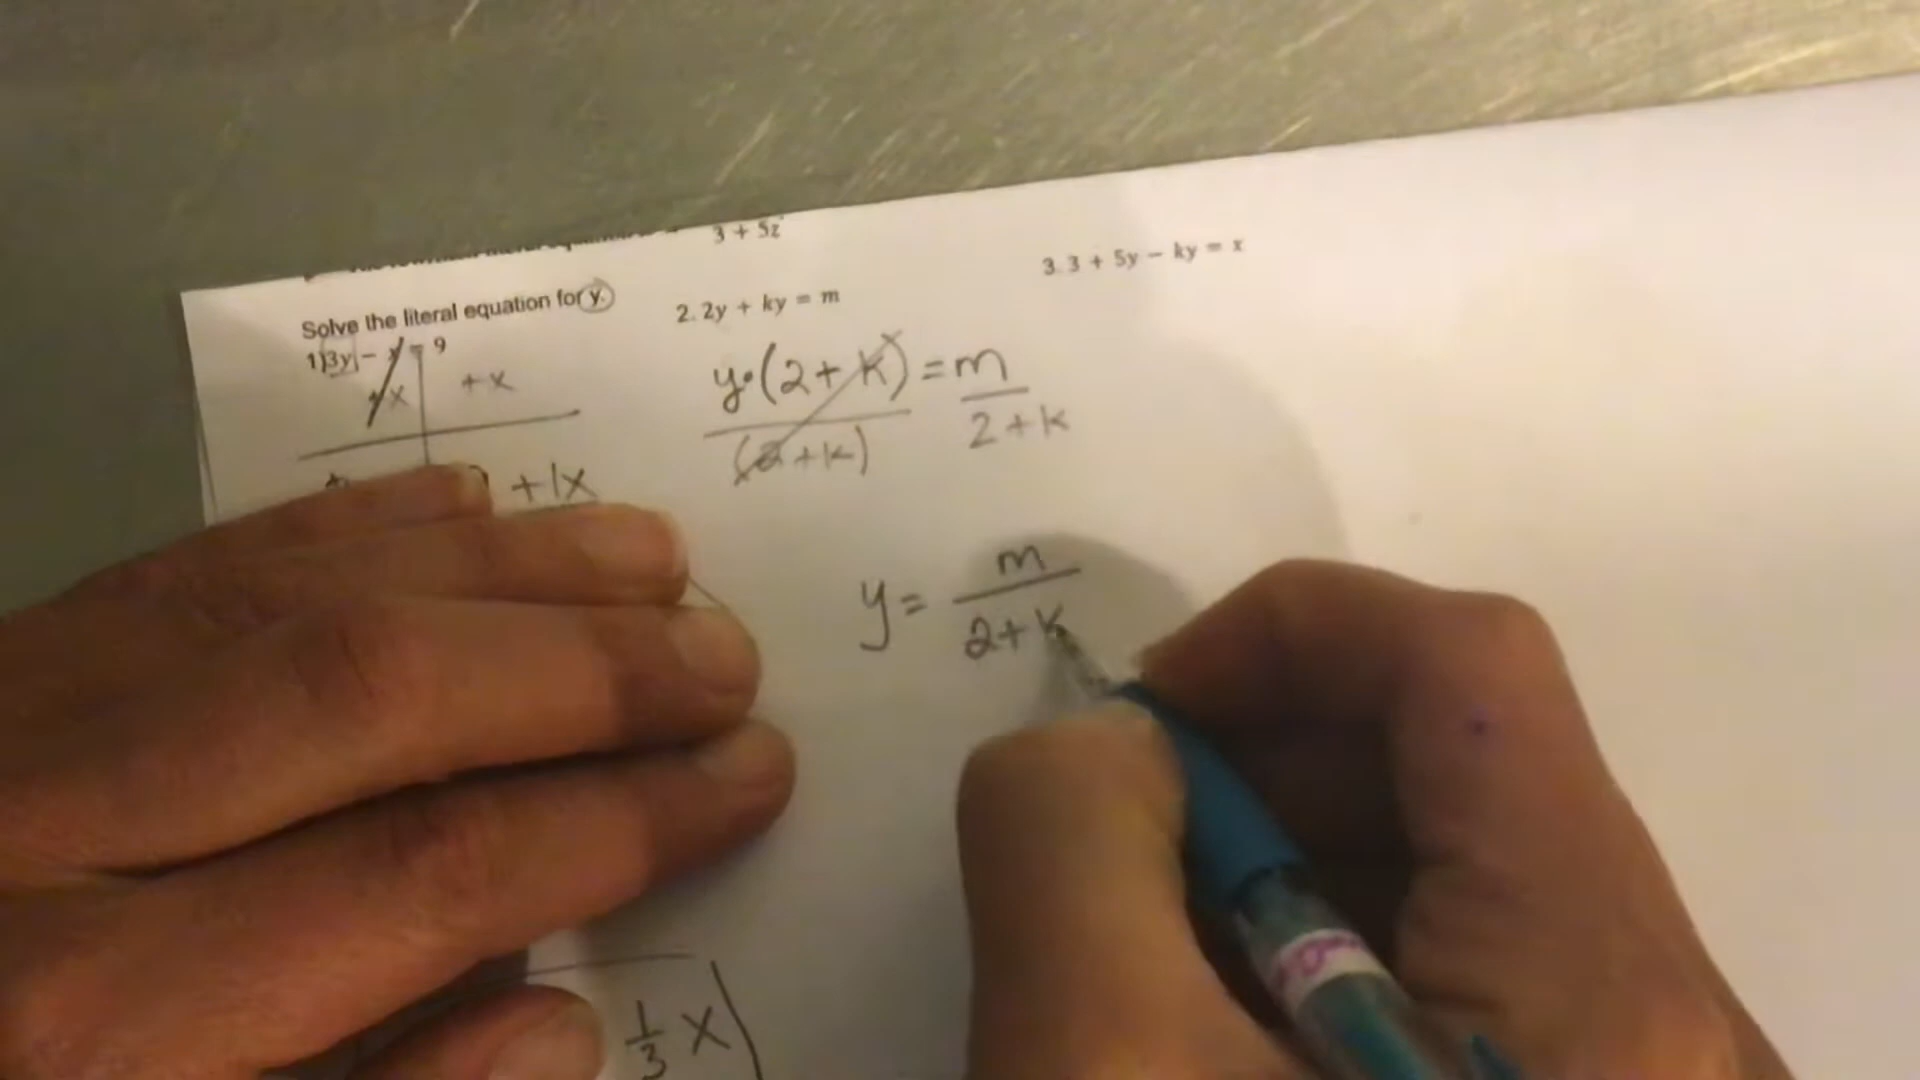 3 + 5z
Solve the literal equation for y.
1) 3y - x = 9
+x +x
+1x
2. 2y + ky = m
y•(2+k) = m
(2+k) 2+k
y = m
2+k
3. 3 + 5y - ky = x
1
3 x